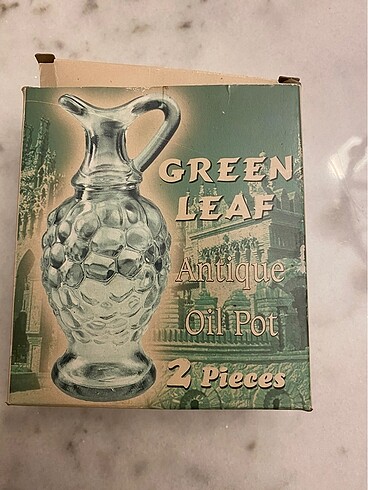 GREEN
LEAF
Antique
Oil Pot
2 Pieces